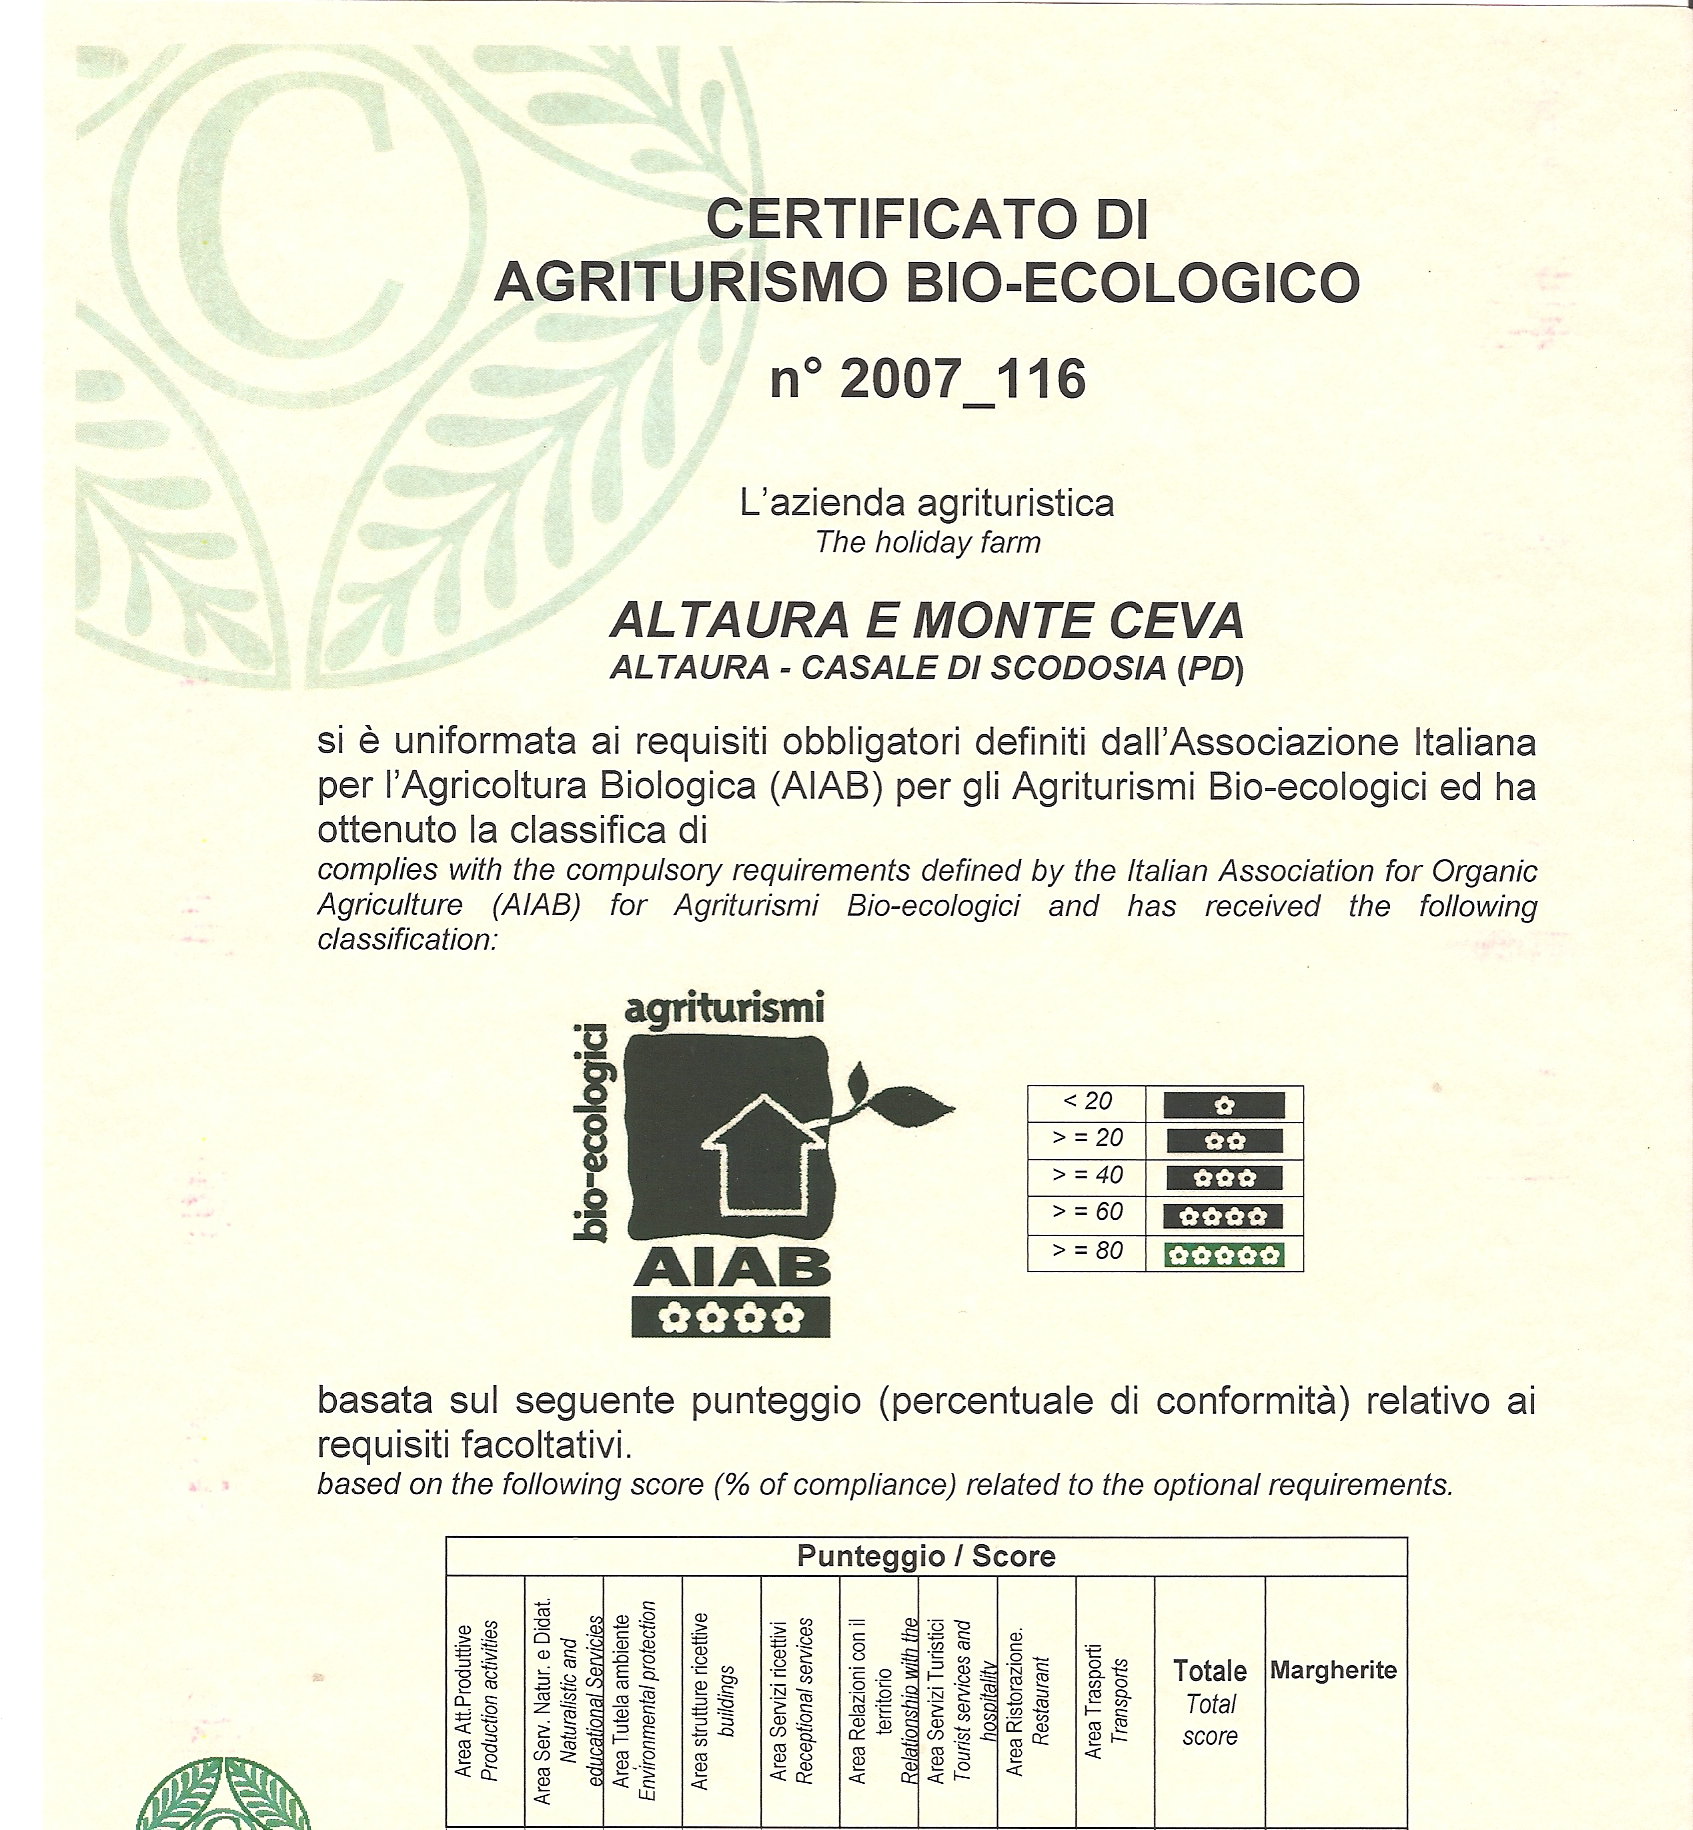 C
CERTIFICATO DI
AGRITURISMO BIO-ECOLOGICO
n° 2007_116
L'azienda agrituristica
The holiday farm
ALTAURA E MONTE CEVA
ALTAURA - CASALE DI SCODOSIA (PD)
si è uniformata ai requisiti obbligatori definiti dall'Associazione Italiana
per l'Agricoltura Biologica (AIAB) per gli Agriturismi Bio-ecologici ed ha
ottenuto la classifica di
complies with the compulsory requirements defined by the Italian Association for Organic
Agriculture (AIAB) for Agriturismi Bio-ecologici and has received the following
classification:
agriturismi
bio-ecologici
AIAB
< 20
> = 20
> = 40
> = 60
> = 80
basata sul seguente punteggio (percentuale di conformità) relativo ai
requisiti facoltativi.
based on the following score (% of compliance) related to the optional requirements.
Punteggio / Score
Area Att.Produttive
Production activities
Area Serv. Natur. e Didat.
Naturalistic and
educational Servicies
Area Tutela ambiente
Environmental protection
Area strutture ricettive
buildings
Area Servizi ricettivi
Receptional services
Area Relazioni con il
territorio
Relationship with the
Area Servizi Turistici
Tourist services and
hospitality
Area Ristorazione.
Restaurant
Area Trasporti
Transports
Totale
Total
score
Margherite